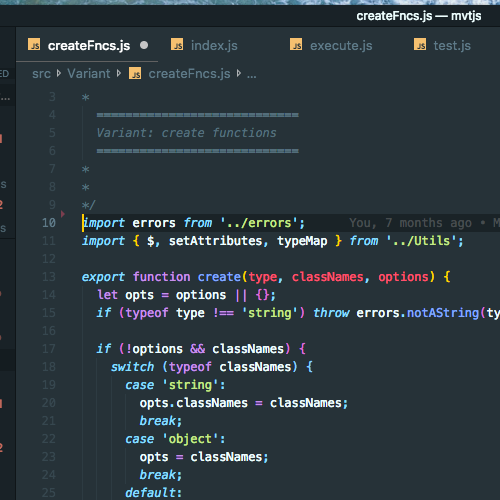 createFncs.js — mvtjs
JS createFncs.js JS index.js JS execute.js JS test.js
src > Variant > JS createFncs.js > ...
3 *
4 ============================
5 Variant: create functions
6 ============================
7 *
8 *
9 */
10 import errors from '../errors'; You, 7 months ago • M
11 import { $, setAttributes, typeMap } from '../Utils';
12
13 export function create(type, classNames, options) {
14 let opts = options || {};
15 if (typeof type !== 'string') throw errors.notAString(ty
16
17 if (!options && classNames) {
18 switch (typeof classNames) {
19 case 'string':
20 opts.classNames = classNames;
21 break;
22 case 'object':
23 opts = classNames;
24 break;
25 default: